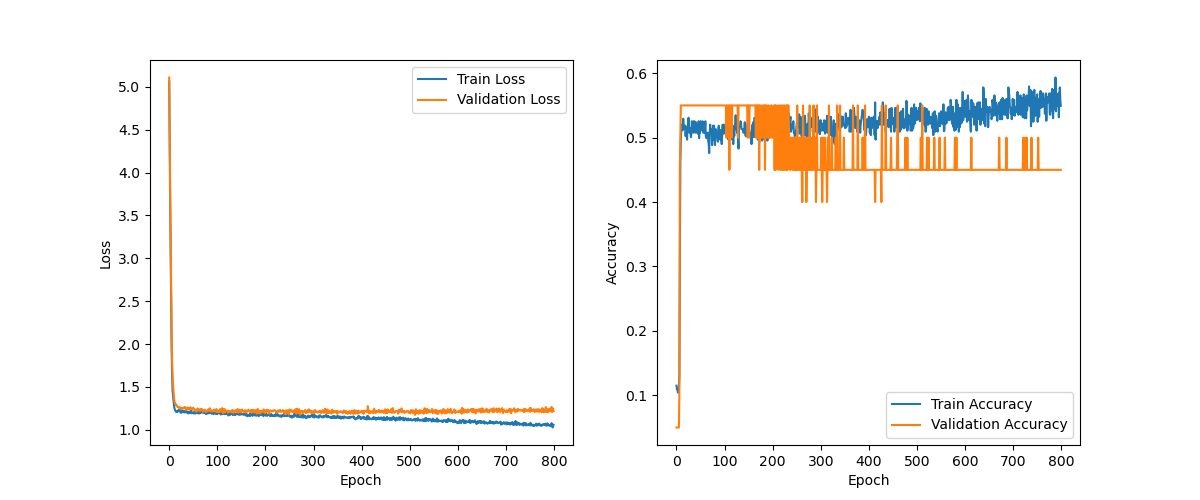 5.0
4.5
4.0
3.5
3.0
2.5
2.0
1.5
1.0
Loss
0 100 200 300 400 500 600 700 800
Epoch
Train Loss
Validation Loss
0.6
0.5
0.4
0.3
0.2
0.1
Accuracy
0 100 200 300 400 500 600 700 800
Epoch
Train Accuracy
Validation Accuracy